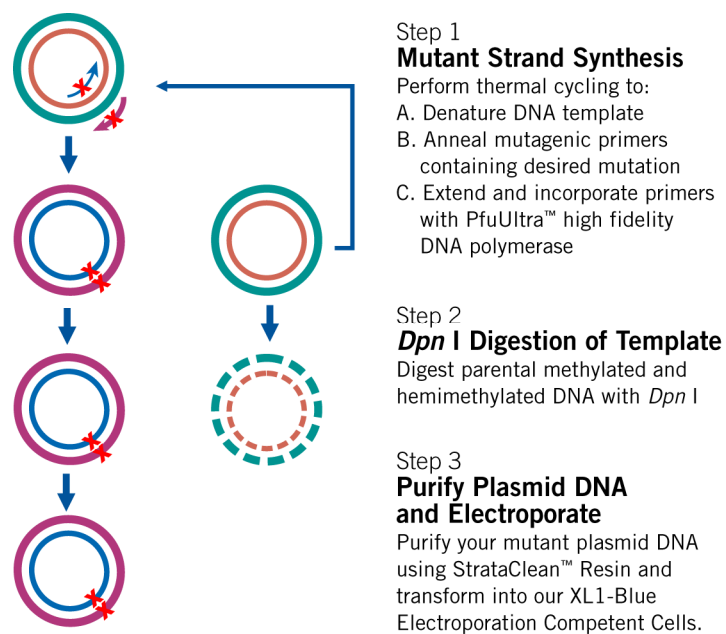 Step 1
Mutant Strand Synthesis
Perform thermal cycling to:
A. Denature DNA template
B. Anneal mutagenic primers
containing desired mutation
C. Extend and incorporate primers
with PfuUltra™ high fidelity
DNA polymerase
Step 2
Dpn I Digestion of Template
Digest parental methylated and
hemimethylated DNA with Dpn I
Step 3
Purify Plasmid DNA
and Electroporate
Purify your mutant plasmid DNA
using StrataClean™ Resin and
transform into our XL1-Blue
Electroporation Competent Cells.